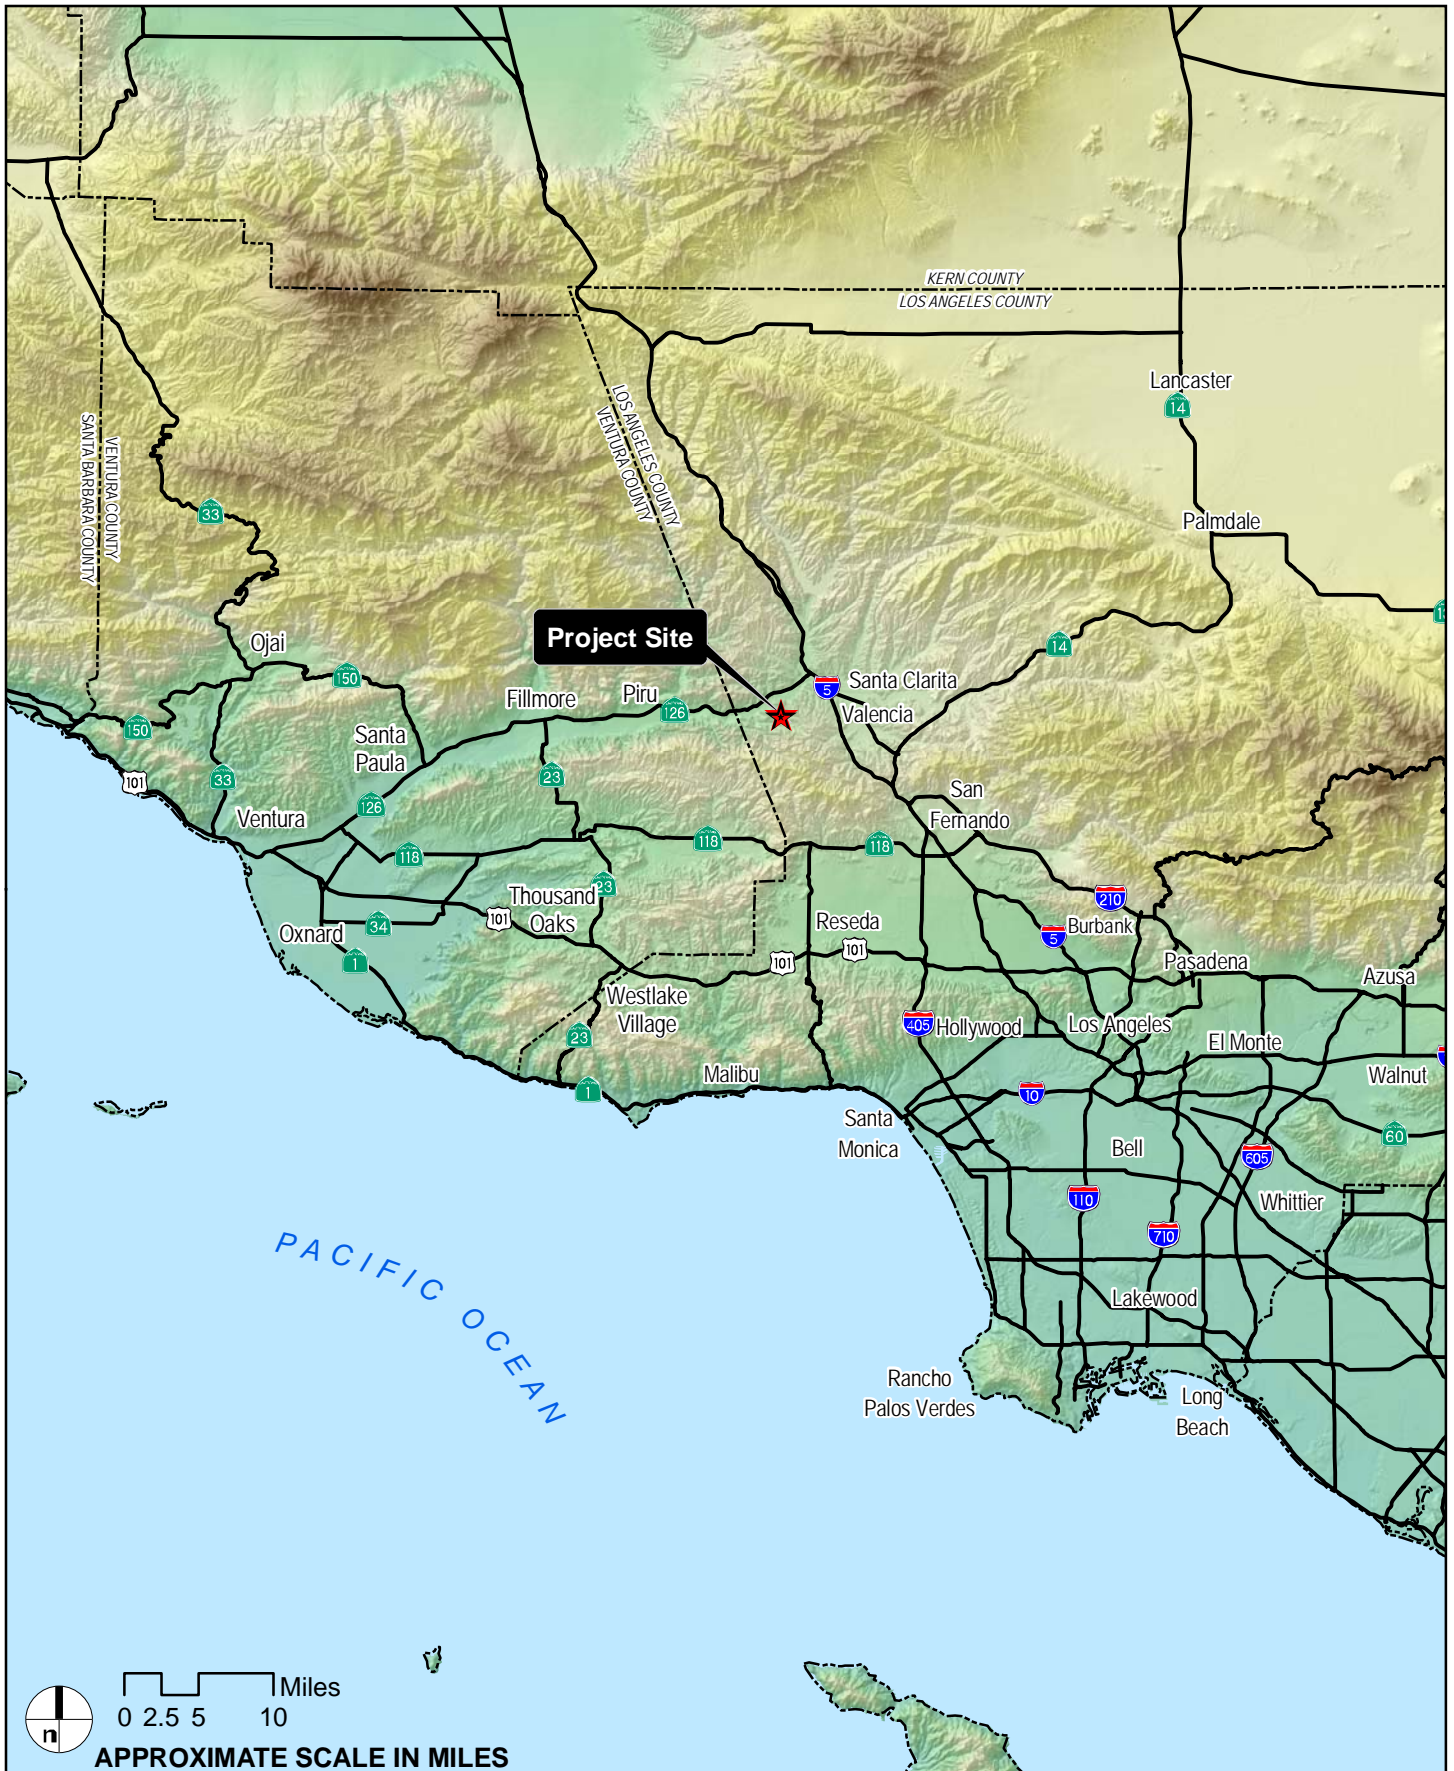 KERN COUNTY
LOS ANGELES COUNTY
Lancaster
14
LOS ANGELES COUNTY
VENTURA COUNTY
VENTURA COUNTY
SANTA BARBARA COUNTY
33
Palmdale
Project Site
Ojai
14
150
5
Santa Clarita
Fillmore
Piru
126
Valencia
150
Santa
Paula
33
101
23
126
San
Fernando
Ventura
118
118
118
Thousand
Oaks
23
210
101
34
Reseda
5
Burbank
Oxnard
1
101
101
Pasadena
Azusa
Westlake
Village
405
Hollywood
Los Angeles
23
El Monte
Malibu
Walnut
1
10
Santa
Monica
60
Bell
605
110
Whittier
710
PACIFIC OCEAN
Lakewood
Rancho
Palos Verdes
Long
Beach
Miles
0 2.5 5 10
n
APPROXIMATE SCALE IN MILES